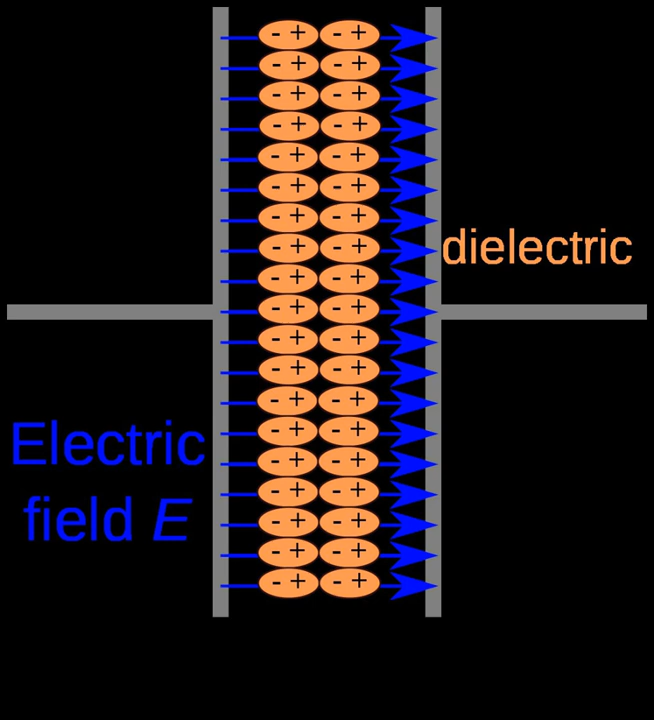 - + - +
- + - +
- + - +
- + - +
- + - +
- + - +
- + - +
- + - +
dielectric
- + - +
- + - +
- + - +
- + - +
- + - +
- + - +
Electric
- + - +
- + - +
- + - +
field E
- + - +
- + - +